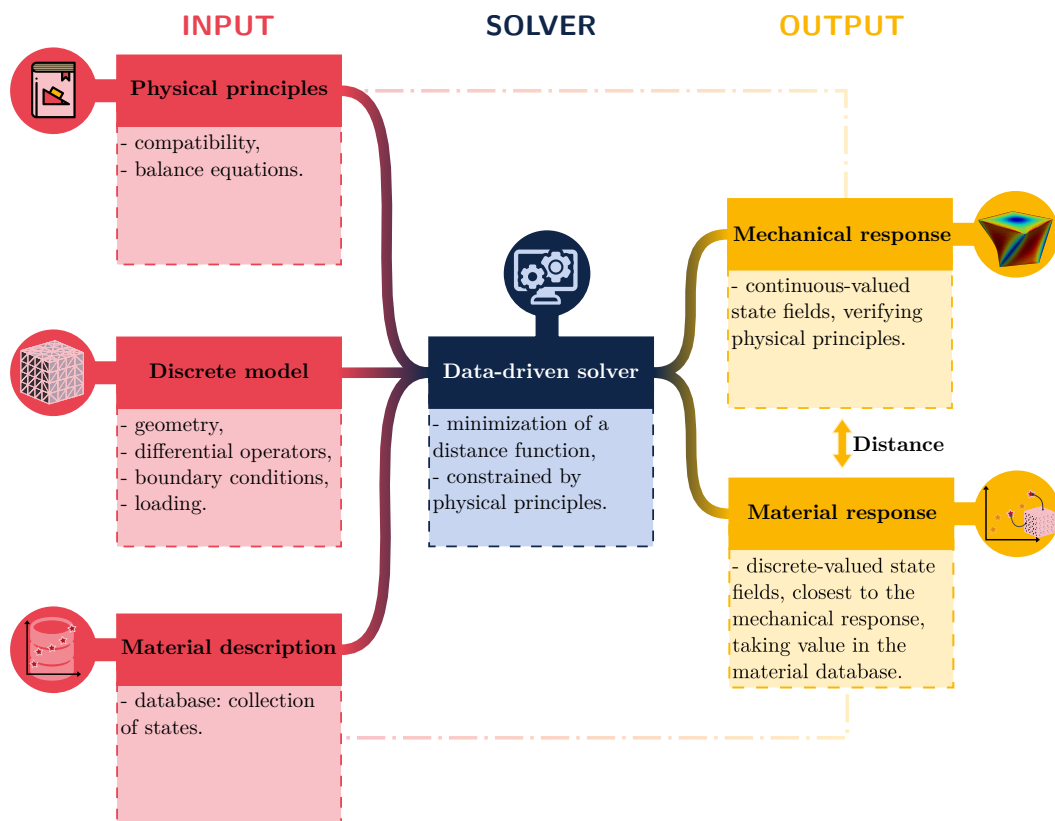 INPUT
SOLVER
OUTPUT
Physical principles
- compatibility,
- balance equations.
Discrete model
- geometry,
- differential operators,
- boundary conditions,
- loading.
Material description
- database: collection
of states.
Data-driven solver
- minimization of a
distance function,
- constrained by
physical principles.
Mechanical response
- continuous-valued
state fields, verifying
physical principles.
Distance
Material response
- discrete-valued state
fields, closest to the
mechanical response,
taking value in the
material database.